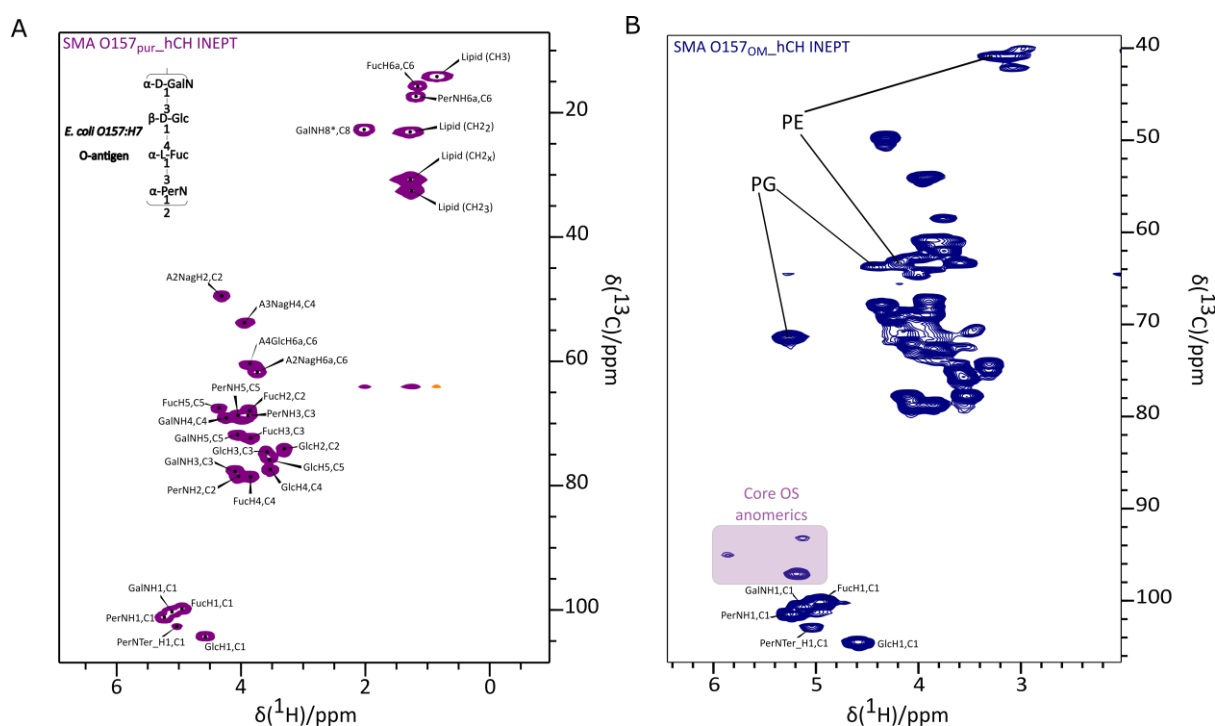 A
SMA O157pur_hCH INEPT
α-D-GalN
1
3
β-D-Glc
1
4
α-L-Fuc
1
3
α-PerN
1
2
E. coli O157:H7
O-antigen
Lipid (CH3)
FucH6a,C6
PerNH6a,C6
GalNH8*,C8
Lipid (CH2₂)
Lipid (CH2ₓ)
Lipid (CH2₃)
A2NagH2,C2
A3NagH4,C4
A4GlcH6a,C6
A2NagH6a,C6
PerNH5,C5
FucH2,C2
FucH5,C5
PerNH3,C3
GalNH4,C4
GalNH5,C5
FucH3,C3
GlcH3,C3
GlcH2,C2
GalNH3,C3
GlcH5,C5
PerNH2,C2
GlcH4,C4
FucH4,C4
GalNH1,C1
FucH1,C1
PerNH1,C1
PerNTer_H1,C1
GlcH1,C1
20
40
60
80
100
δ(¹³C)/ppm
6
4
2
0
δ(¹H)/ppm
B
SMA O157OM_hCH INEPT
PE
PG
Core OS
anomerics
GalNH1,C1
FucH1,C1
PerNH1,C1
PerNTer_H1,C1
GlcH1,C1
40
50
60
70
80
90
100
δ(¹³C)/ppm
6
5
4
3
δ(¹H)/ppm